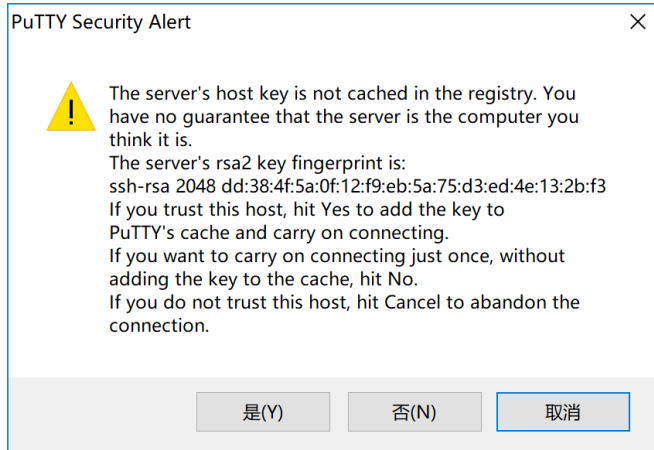 PuTTY Security Alert
The server's host key is not cached in the registry. You
have no guarantee that the server is the computer you
think it is.
The server's rsa2 key fingerprint is:
ssh-rsa 2048 dd:38:4f:5a:0f:12:f9:eb:5a:75:d3:ed:4e:13:2b:f3
If you trust this host, hit Yes to add the key to
PuTTY's cache and carry on connecting.
If you want to carry on connecting just once, without
adding the key to the cache, hit No.
If you do not trust this host, hit Cancel to abandon the
connection.
是(Y) 否(N) 取消